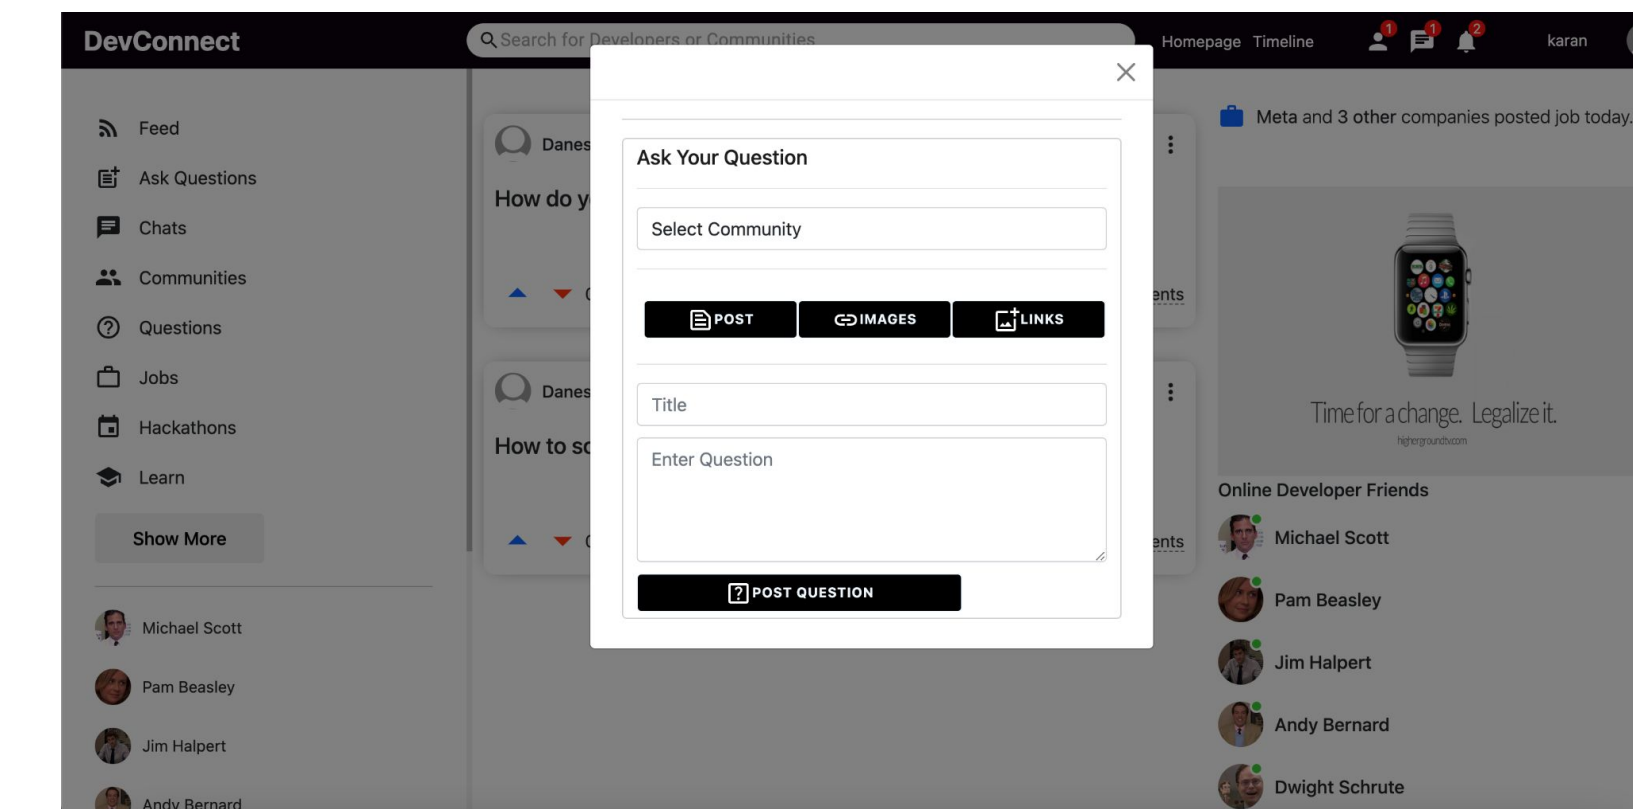 DevConnect
Search for Developers or Communities
Homepage Timeline
1
1
2
karan
Feed
Ask Questions
Chats
Communities
Questions
Jobs
Hackathons
Learn
Show More
Michael Scott
Pam Beasley
Jim Halpert
Andy Bernard
Danes
How do y
ents
Danes
How to sc
ents
Ask Your Question
Select Community
POST
IMAGES
LINKS
Title
Enter Question
POST QUESTION
Meta and 3 other companies posted job today.
Time for a change. Legalize it.
highergroundtv.com
Online Developer Friends
Michael Scott
Pam Beasley
Jim Halpert
Andy Bernard
Dwight Schrute